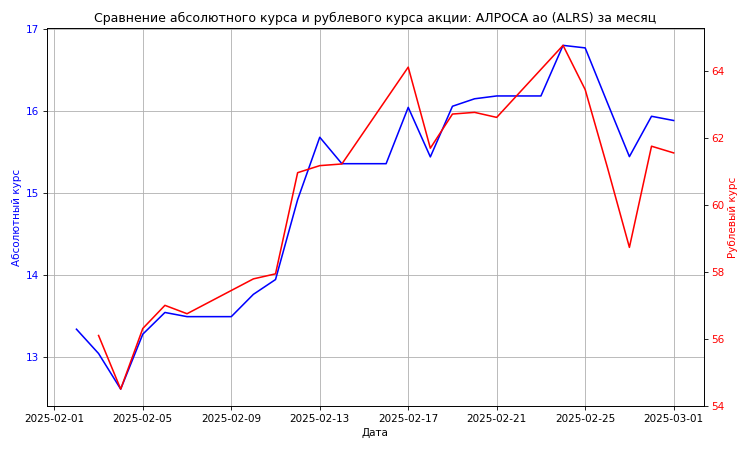 Сравнение абсолютного курса и рублевого курса акции: АЛРОСА ао (ALRS) за месяц
17
16
15
14
13
Абсолютный курс
64
62
60
58
56
54
Рублевый курс
2025-02-01 2025-02-05 2025-02-09 2025-02-13 2025-02-17 2025-02-21 2025-02-25 2025-03-01
Дата